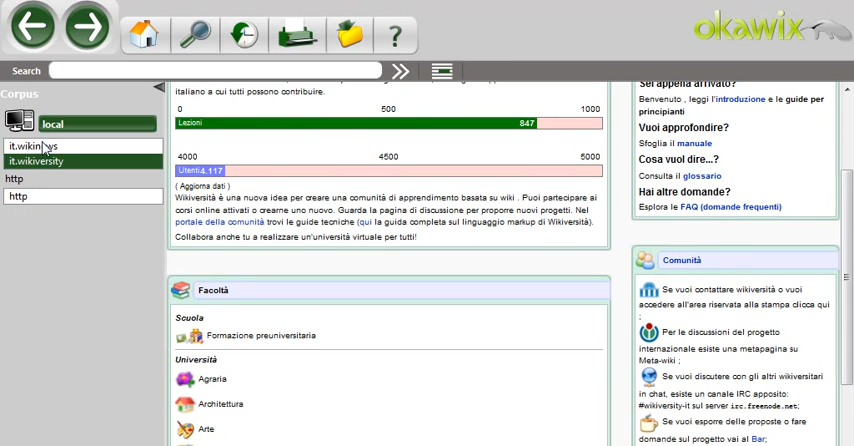 okawix
Search
Corpus
local
it.wikinews
it.wikiversity
http
http
italiano a cui tutti possono contribuire.
0 500 1000
Lezioni 847
4000 4500 5000
Utenti 4.117
( Aggiorna dati )
Wikiversità è una nuova idea per creare una comunità di apprendimento basata su wiki . Puoi partecipare ai
corsi online attivati o crearne uno nuovo. Guarda la pagina di discussione per proporre nuovi progetti. Nel
portale della comunità trovi le guide tecniche (qui la guida completa sul linguaggio markup di Wikiversità).
Collabora anche tu a realizzare un'università virtuale per tutti!
Facoltà
Scuola
Formazione preuniversitaria
Università
Agraria
Architettura
Arte
Sei appena arrivato?
Benvenuto , leggi l'introduzione e le guide per
principianti
Vuoi approfondire?
Sfoglia il manuale
Cosa vuol dire...?
Consulta il glossario
Hai altre domande?
Esplora le FAQ (domande frequenti)
Comunità
Se vuoi contattare wikiversità o vuoi
accedere all'area riservata alla stampa clicca qui
;
Per le discussioni del progetto
internazionale esiste una metapagina su
Meta-wiki ;
Se vuoi discutere con gli altri wikiversitari
in chat, esiste un canale IRC apposito:
#wikiversity-it sul server irc.freenode.net;
Se vuoi esporre delle proposte o fare
domande sul progetto vai al Bar;